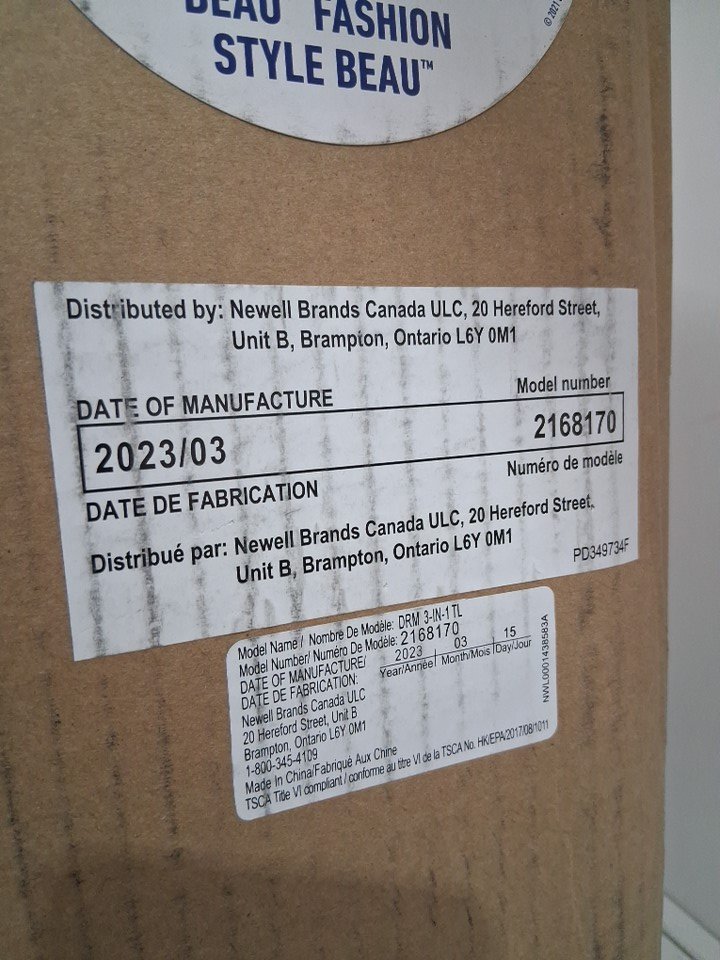 BEAU FASHION
STYLE BEAU™
© 2021
Distributed by: Newell Brands Canada ULC, 20 Hereford Street,
Unit B, Brampton, Ontario L6Y 0M1
DATE OF MANUFACTURE
Model number
2023/03
2168170
DATE DE FABRICATION
Numéro de modèle
Distribué par: Newell Brands Canada ULC, 20 Hereford Street,
Unit B, Brampton, Ontario L6Y 0M1
PD349734F
Model Name / Nombre De Modèle: DRM 3-IN-1 TL
Model Number/ Numéro De Modèle: 2168170
DATE OF MANUFACTURE/
DATE DE FABRICATION:
2023 03 15
Year/Année Month/Mois Day/Jour
Newell Brands Canada ULC
20 Hereford Street, Unit B
Brampton, Ontario L6Y 0M1
1-800-345-4109
Made In China/Fabriqué Aux Chine
TSCA Title VI compliant / conforme au titre VI de la TSCA No. HK/EPA/2017/08/1011
NWL0001438583A